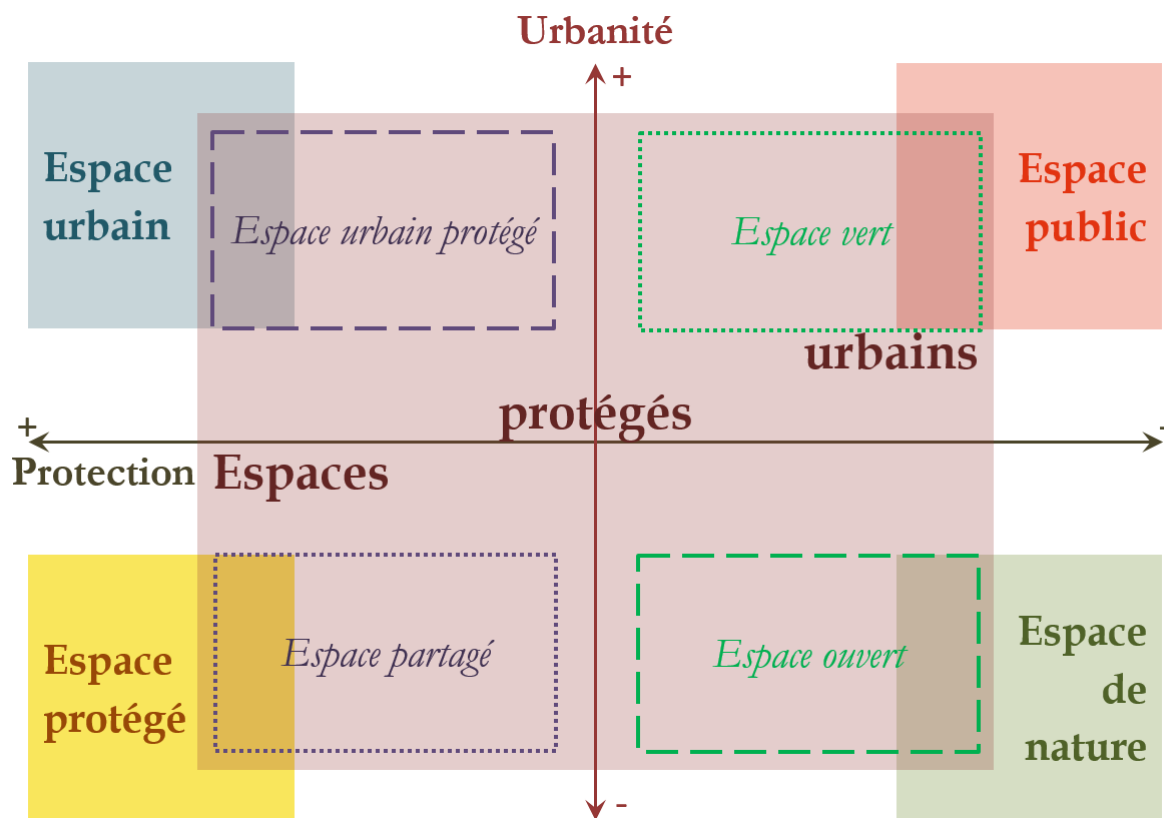 Urbanité
+
Espace
urbain
Espace urbain protégé
Espace vert
Espace
public
urbains
protégés
+
-
Protection
Espaces
Espace
protégé
Espace partagé
Espace ouvert
Espace
de
nature
-